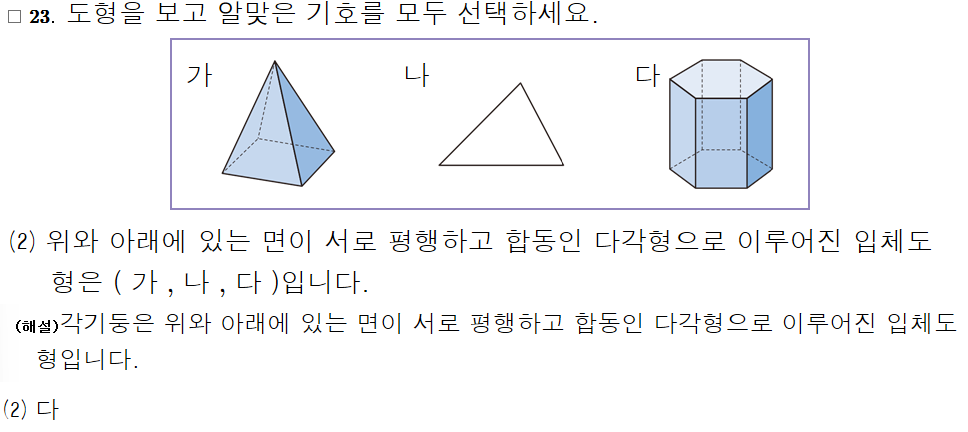 □ 23. 도형을 보고 알맞은 기호를 모두 선택하세요.
가 나 다
(2) 위와 아래에 있는 면이 서로 평행하고 합동인 다각형으로 이루어진 입체도
형은 ( 가 , 나 , 다 )입니다.
(해설)각기둥은 위와 아래에 있는 면이 서로 평행하고 합동인 다각형으로 이루어진 입체도
형입니다.
(2) 다